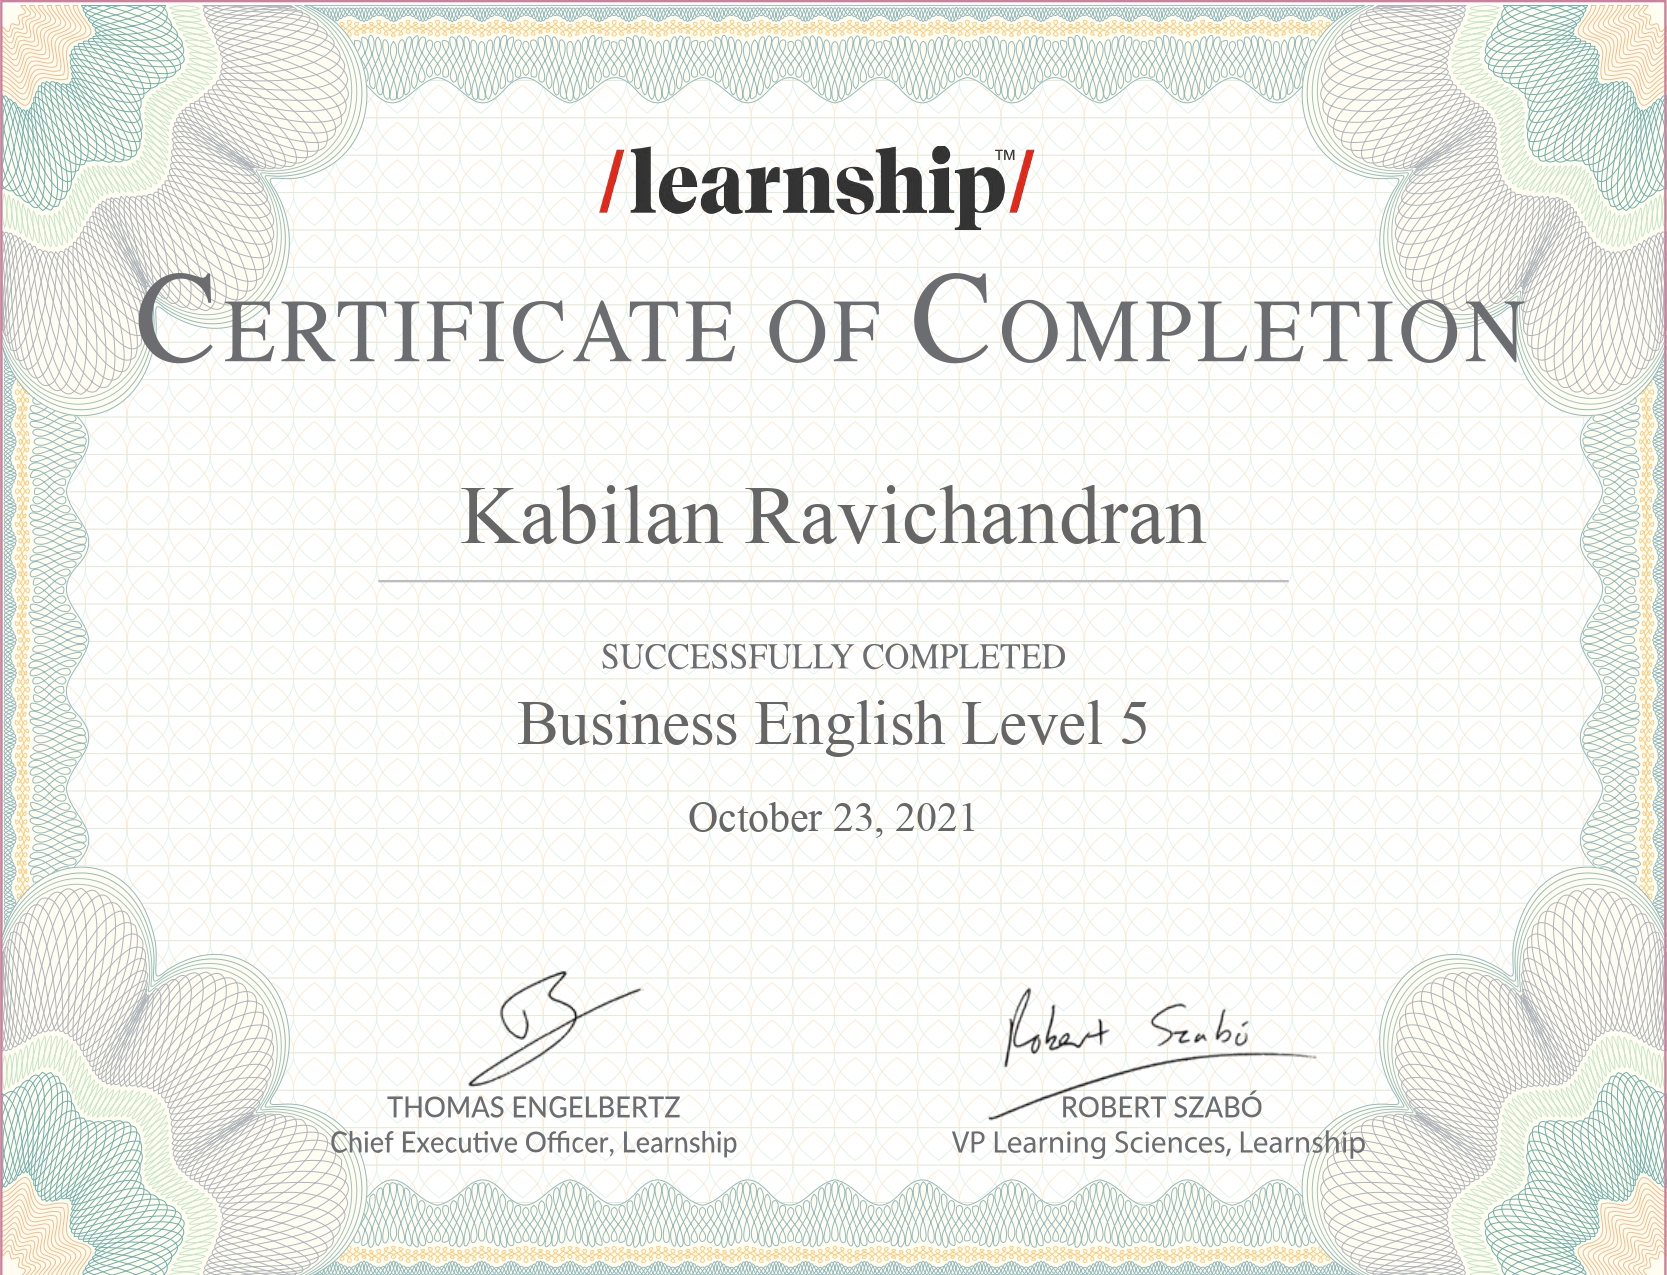 /learnship™/
CERTIFICATE OF COMPLETION
Kabilan Ravichandran
SUCCESSFULLY COMPLETED
Business English Level 5
October 23, 2021
Robert Szabó
THOMAS ENGELBERTZ
Chief Executive Officer, Learnship
ROBERT SZABÓ
VP Learning Sciences, Learnship